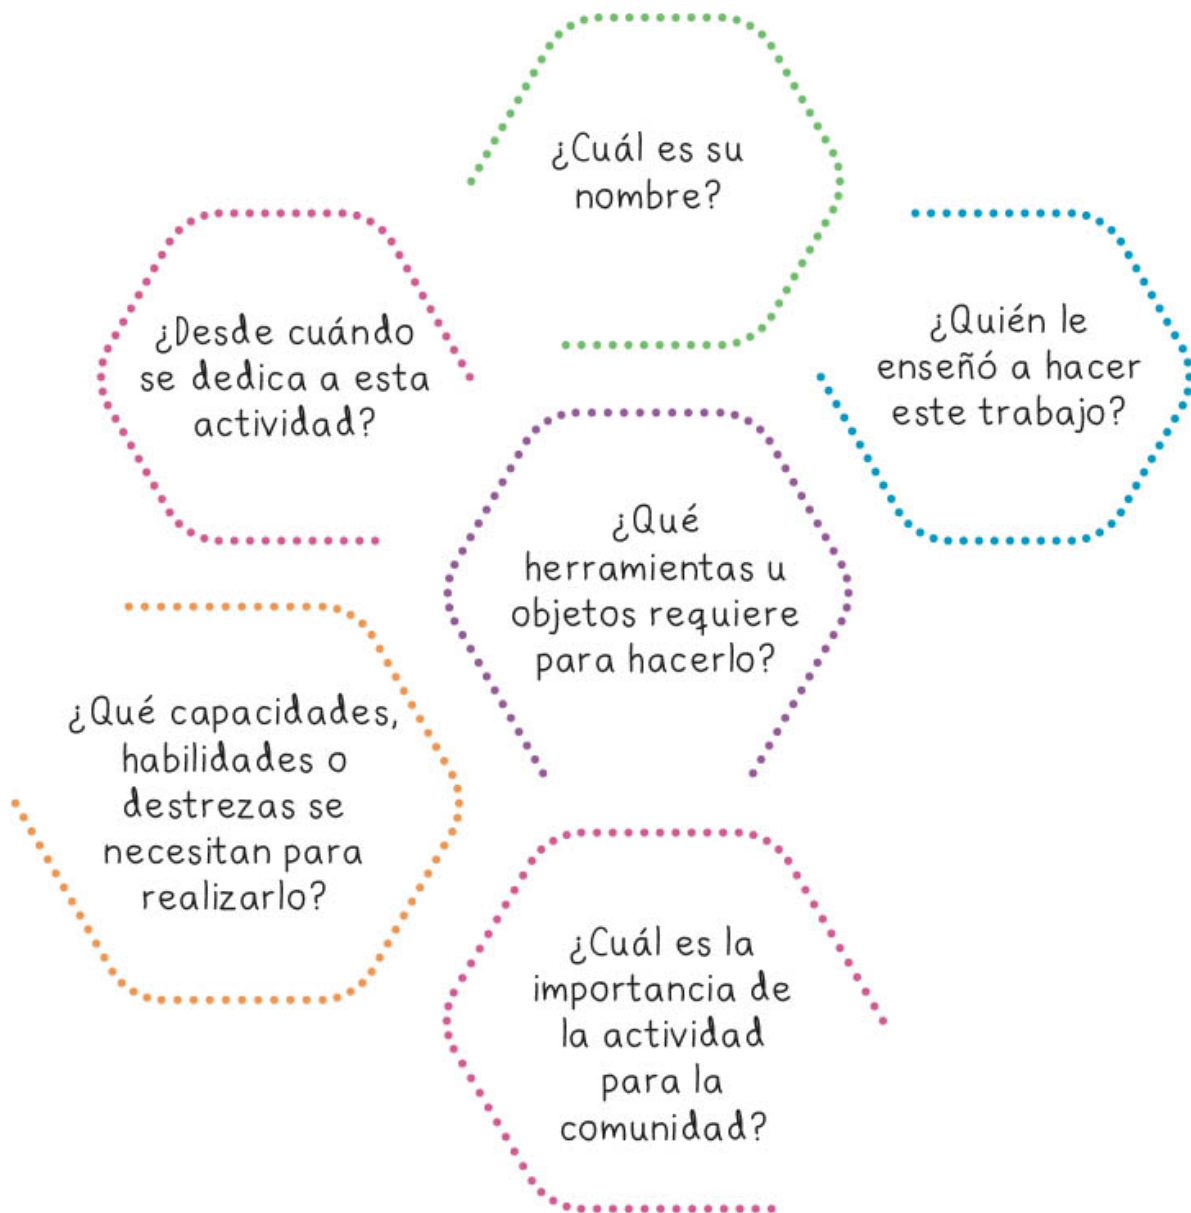 ¿Cuál es su
nombre?
¿Desde cuándo
se dedica a esta
actividad?
¿Quién le
enseñó a hacer
este trabajo?
¿Qué
herramientas u
objetos requiere
para hacerlo?
¿Qué capacidades,
habilidades o
destrezas se
necesitan para
realizarlo?
¿Cuál es la
importancia de
la actividad
para la
comunidad?